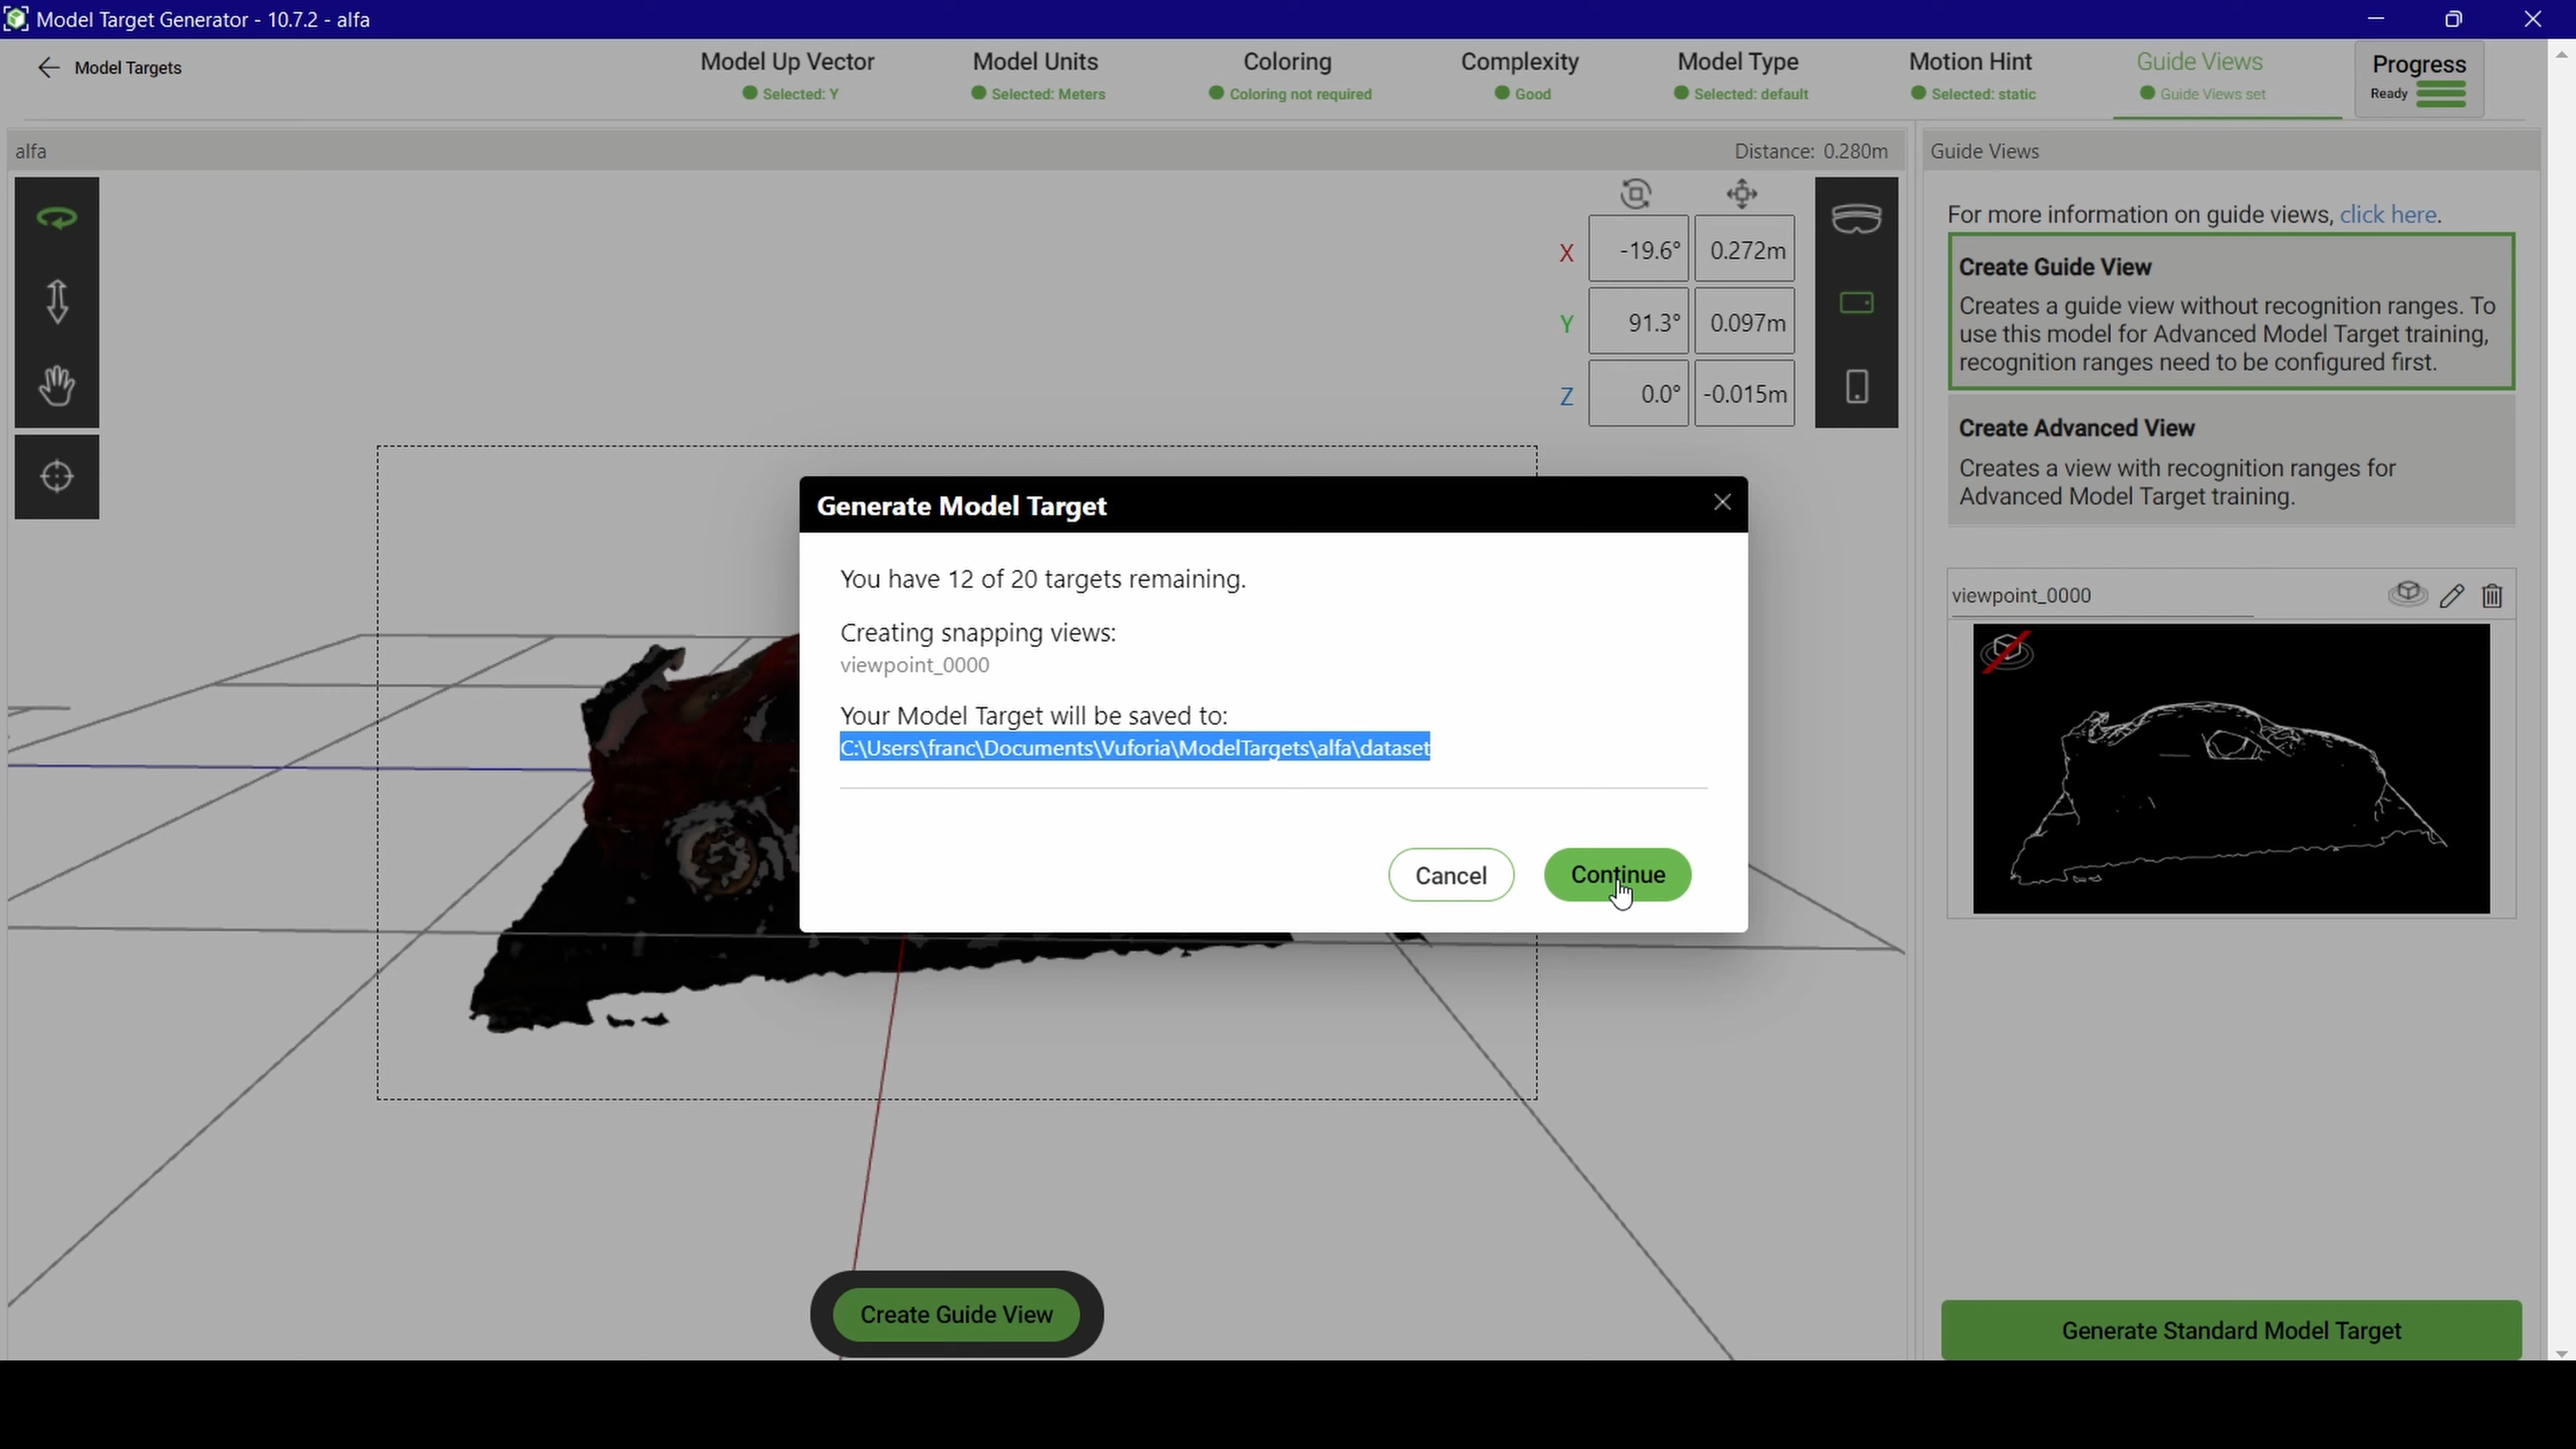 Model Target Generator - 10.7.2 - alfa
Model Targets
Model Up Vector
Selected: Y
Model Units
Selected: Meters
Coloring
Coloring not required
Complexity
Good
Model Type
Selected: default
Motion Hint
Selected: static
Guide Views
Guide Views set
Progress
Ready
alfa
Distance: 0.280m
X -19.6° 0.272m
Y 91.3° 0.097m
Z 0.0° -0.015m
Guide Views
For more information on guide views, click here.
Create Guide View
Creates a guide view without recognition ranges. To
use this model for Advanced Model Target training,
recognition ranges need to be configured first.
Create Advanced View
Creates a view with recognition ranges for
Advanced Model Target training.
viewpoint_0000
Generate Model Target
You have 12 of 20 targets remaining.
Creating snapping views:
viewpoint_0000
Your Model Target will be saved to:
C:\Users\franc\Documents\Vuforia\ModelTargets\alfa\dataset
Cancel
Continue
Create Guide View
Generate Standard Model Target